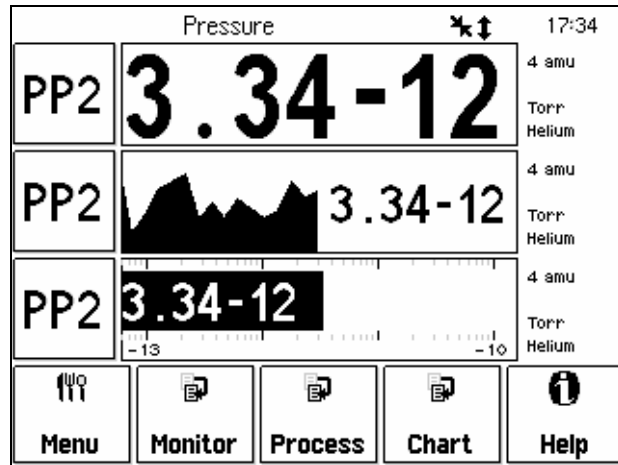 Pressure 17:34
PP2 3.34-12 4 amu
Torr
Helium
PP2 3.34-12 4 amu
Torr
Helium
PP2 3.34-12 4 amu
Torr
-13 -10 Helium
Menu Monitor Process Chart Help